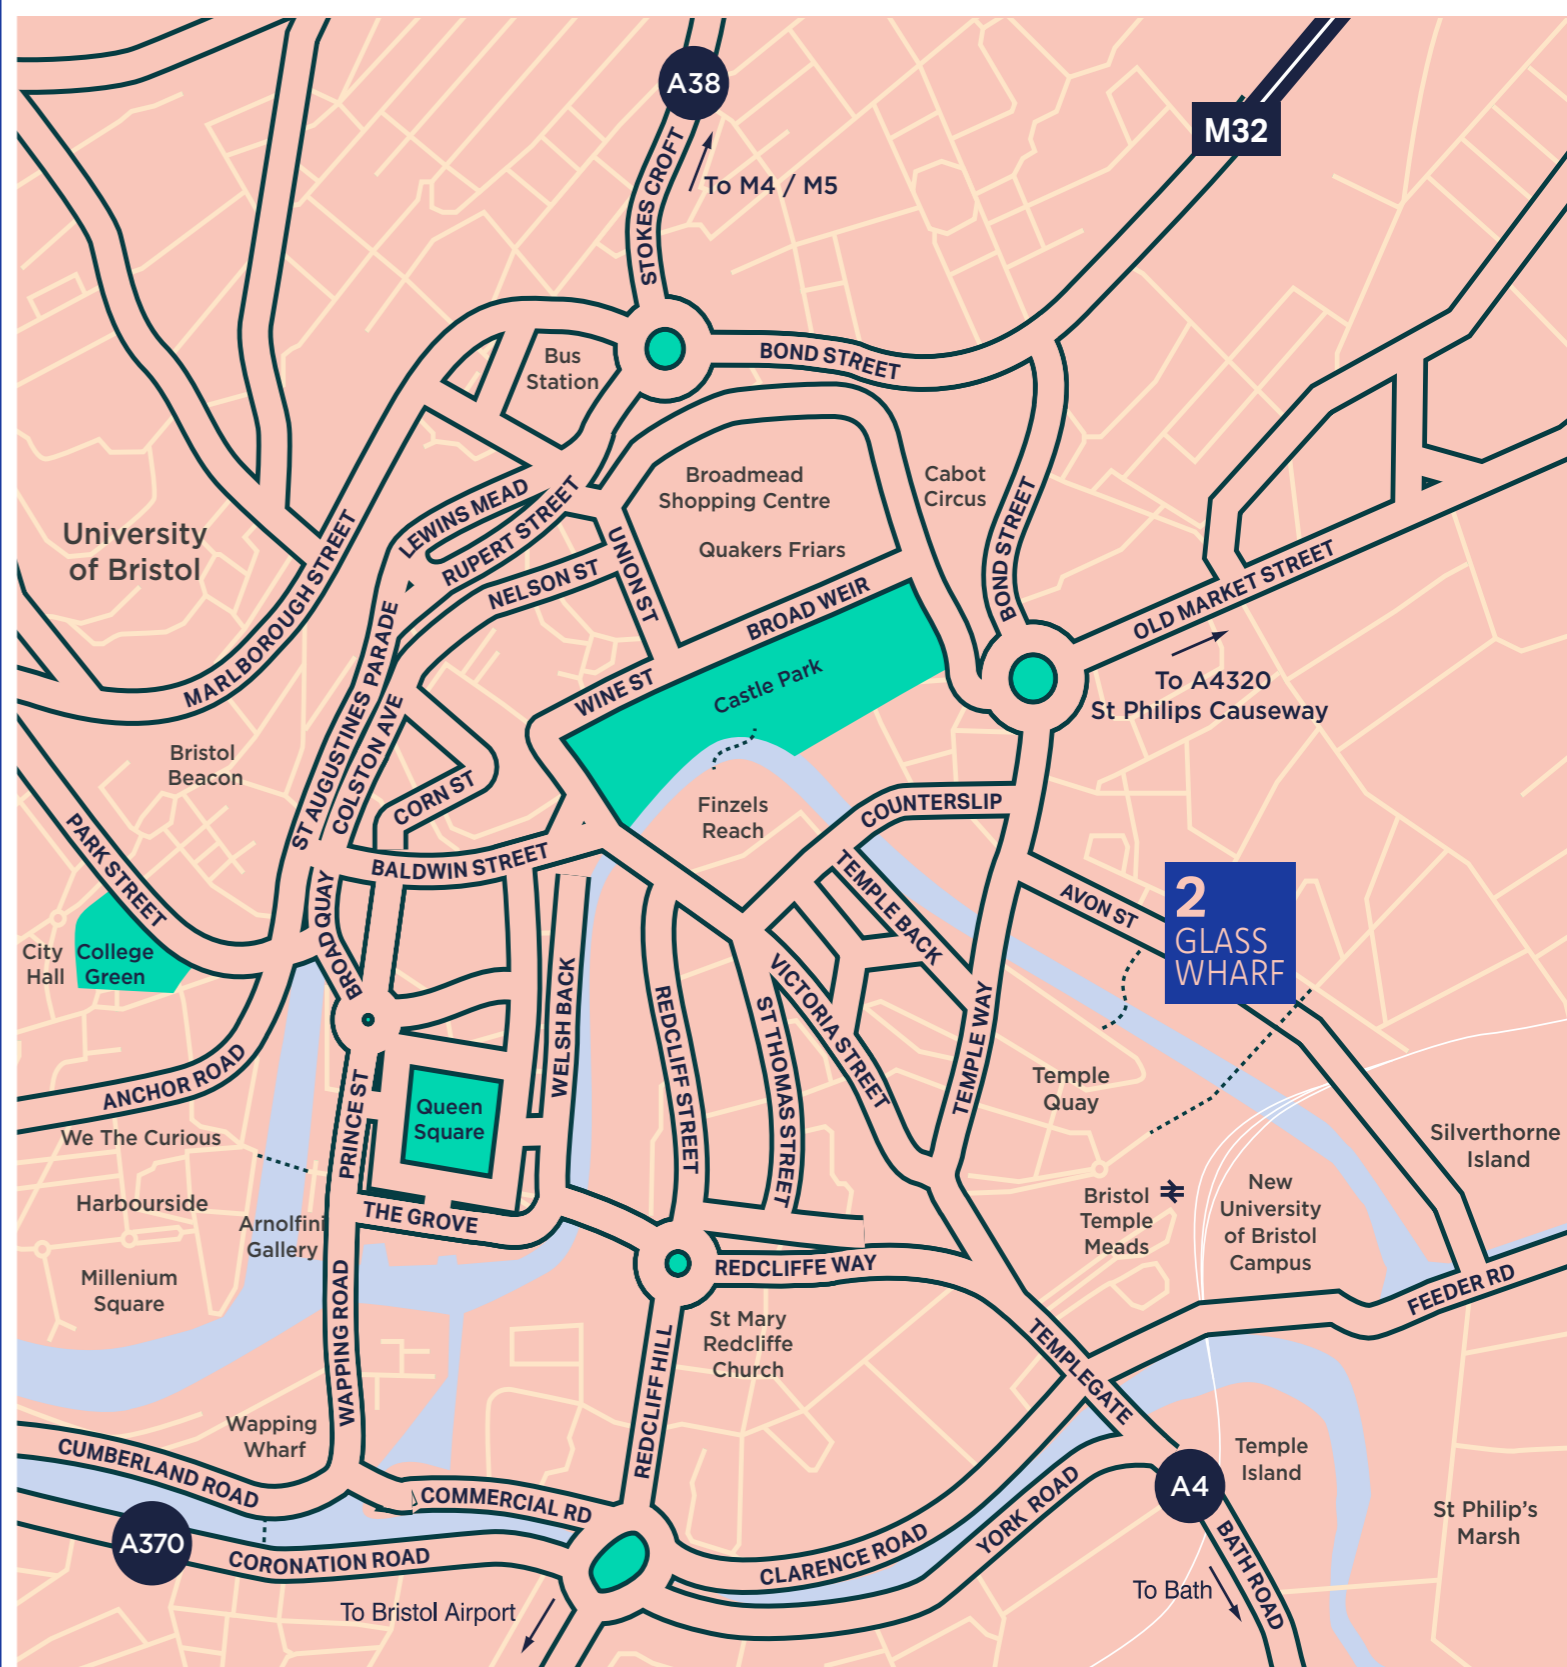 A38
M32
To M4 / M5
STOKES CROFT
BOND STREET
Bus
Station
Broadmead
Shopping Centre
Cabot
Circus
Quakers Friars
University
of Bristol
LEWINS MEAD
RUPERT STREET
NELSON ST
UNION ST
BOND STREET
MARLBOROUGH STREET
BROAD WEIR
OLD MARKET STREET
To A4320
St Philips Causeway
WINE ST
Castle Park
ST AUGUSTINES PARADE
COLSTON AVE
Bristol
Beacon
CORN ST
Finzels
Reach
COUNTERSLIP
PARK STREET
BALDWIN STREET
TEMPLE BACK
AVON ST
2
GLASS
WHARF
City
Hall
College
Green
BROAD QUAY
WELSH BACK
REDCLIFF STREET
ST THOMAS STREET
VICTORIA STREET
TEMPLE WAY
ANCHOR ROAD
PRINCE ST
Queen
Square
Temple
Quay
We The Curious
Silverthorne
Island
Harbourside
Arnolfini
Gallery
THE GROVE
Bristol
Temple
Meads
New
University
of Bristol
Campus
REDCLIFFE WAY
Millenium
Square
FEEDER RD
St Mary
Redcliffe
Church
WAPPING ROAD
REDCLIFF HILL
TEMPLEGATE
Wapping
Wharf
Temple
Island
CUMBERLAND ROAD
COMMERCIAL RD
A4
St Philip's
Marsh
YORK ROAD
CLARENCE ROAD
A370
CORONATION ROAD
BATH ROAD
To Bristol Airport
To Bath